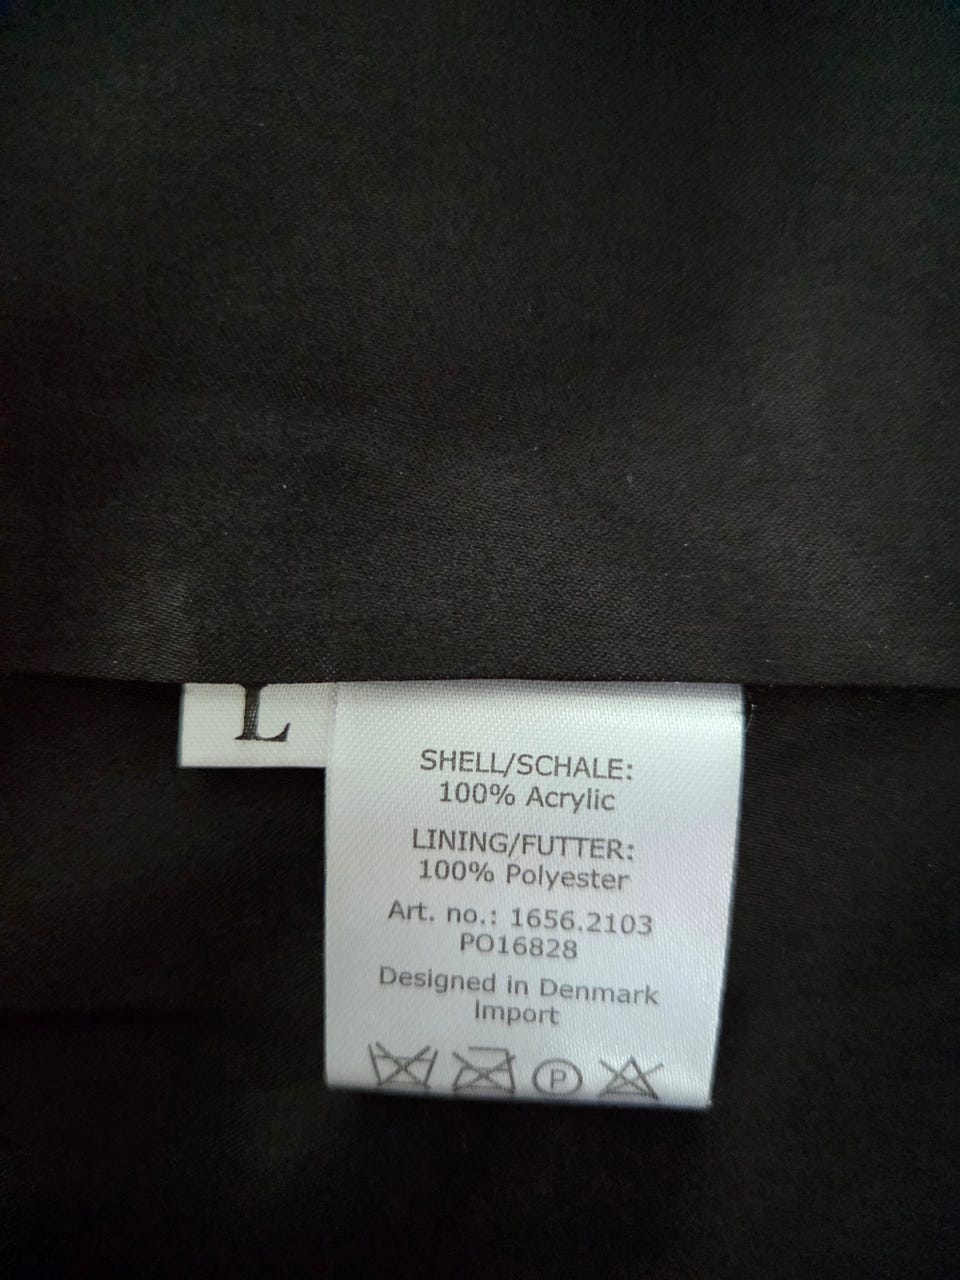 L
SHELL/SCHALE:
100% Acrylic
LINING/FUTTER:
100% Polyester
Art. no.: 1656.2103
PO16828
Designed in Denmark
Import
P